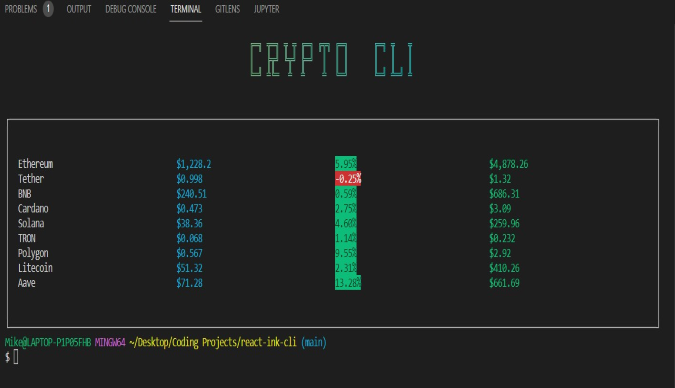 PROBLEMS 1 OUTPUT DEBUG CONSOLE TERMINAL GITLENS JUPYTER
CRYPTO CLI
Ethereum $1,228.2 5.95% $4,878.26
Tether $0.998 -0.25% $1.32
BNB $240.51 0.59% $686.31
Cardano $0.473 2.75% $3.09
Solana $38.36 4.60% $259.96
TRON $0.068 1.14% $0.232
Polygon $0.567 9.55% $2.92
Litecoin $51.32 2.31% $410.26
Aave $71.28 13.28% $661.69
Mike@LAPTOP-P1P05FHB MINGW64 ~/Desktop/Coding Projects/react-ink-cli (main)
$